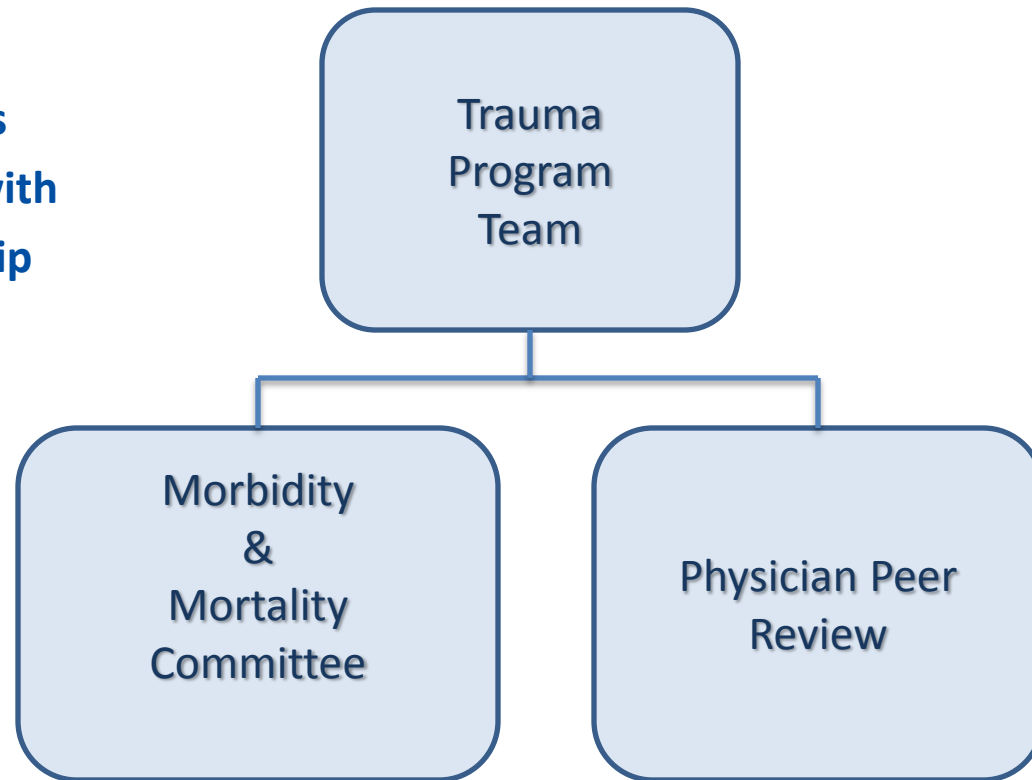 Trauma
Program
Team
Morbidity
&
Mortality
Committee
Physician Peer
Review